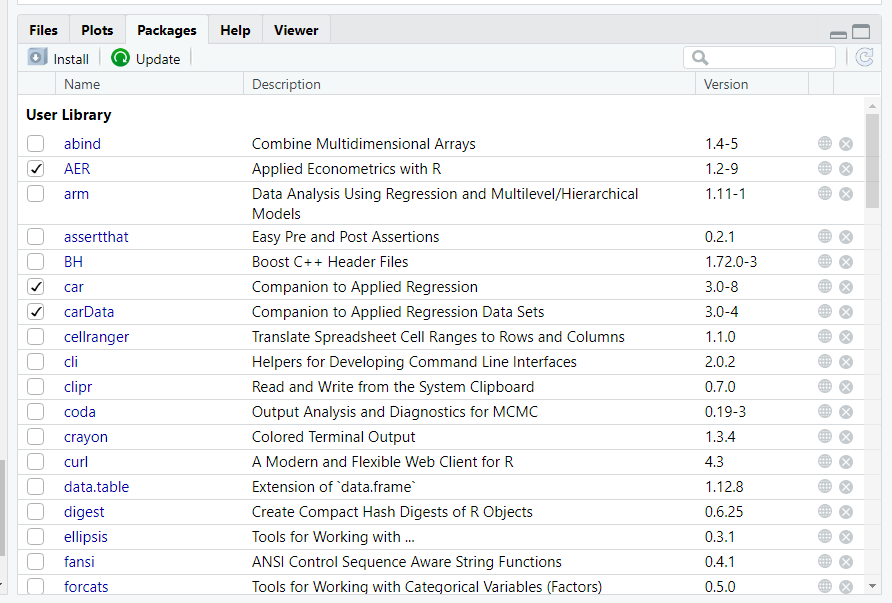 Files Plots Packages Help Viewer
Install Update
Name Description Version
User Library
abind Combine Multidimensional Arrays 1.4-5
AER Applied Econometrics with R 1.2-9
arm Data Analysis Using Regression and Multilevel/Hierarchical 1.11-1
Models
assertthat Easy Pre and Post Assertions 0.2.1
BH Boost C++ Header Files 1.72.0-3
car Companion to Applied Regression 3.0-8
carData Companion to Applied Regression Data Sets 3.0-4
cellranger Translate Spreadsheet Cell Ranges to Rows and Columns 1.1.0
cli Helpers for Developing Command Line Interfaces 2.0.2
clipr Read and Write from the System Clipboard 0.7.0
coda Output Analysis and Diagnostics for MCMC 0.19-3
crayon Colored Terminal Output 1.3.4
curl A Modern and Flexible Web Client for R 4.3
data.table Extension of `data.frame` 1.12.8
digest Create Compact Hash Digests of R Objects 0.6.25
ellipsis Tools for Working with ... 0.3.1
fansi ANSI Control Sequence Aware String Functions 0.4.1
forcats Tools for Working with Categorical Variables (Factors) 0.5.0